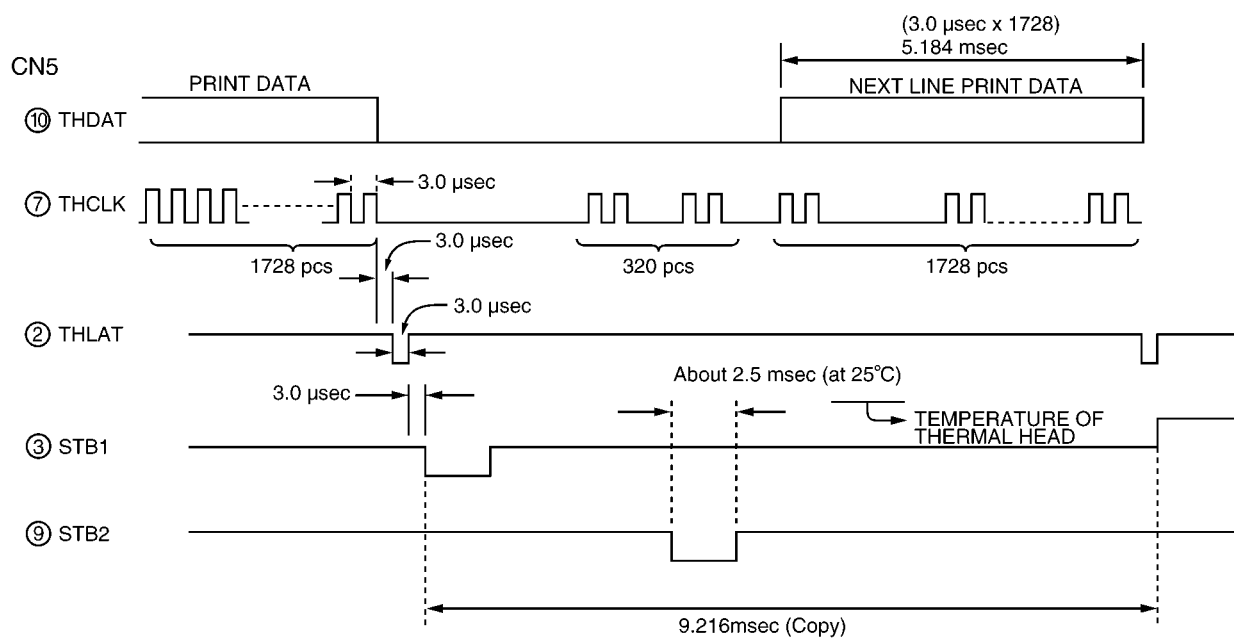 (3.0 µsec x 1728)
5.184 msec
CN5
PRINT DATA
NEXT LINE PRINT DATA
⑩ THDAT
3.0 µsec
⑦ THCLK
3.0 µsec
1728 pcs
320 pcs
1728 pcs
3.0 µsec
② THLAT
About 2.5 msec (at 25°C)
3.0 µsec
TEMPERATURE OF
THERMAL HEAD
③ STB1
⑨ STB2
9.216msec (Copy)